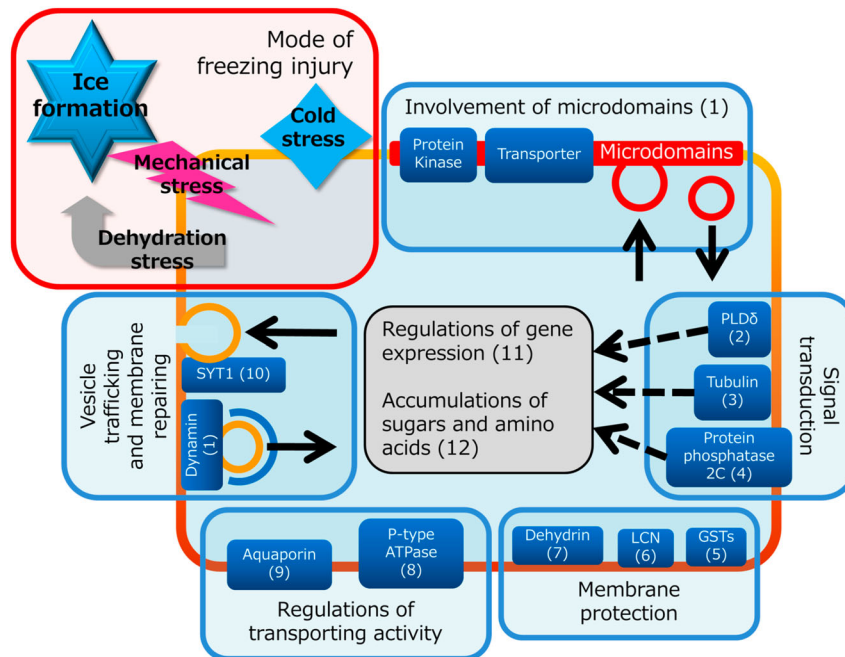 Mode of
freezing injury
Ice
formation
Cold
stress
Mechanical
stress
Dehydration
stress
Involvement of microdomains (1)
Protein
Kinase
Transporter
Microdomains
Vesicle
trafficking
and membrane
repairing
SYT1 (10)
Dynamin
(1)
Regulations of gene
expression (11)
Accumulations of
sugars and amino
acids (12)
PLDδ
(2)
Tubulin
(3)
Protein
phosphatase
2C (4)
Signal
transduction
Aquaporin
(9)
P-type
ATPase
(8)
Regulations of
transporting activity
Dehydrin
(7)
LCN
(6)
GSTs
(5)
Membrane
protection